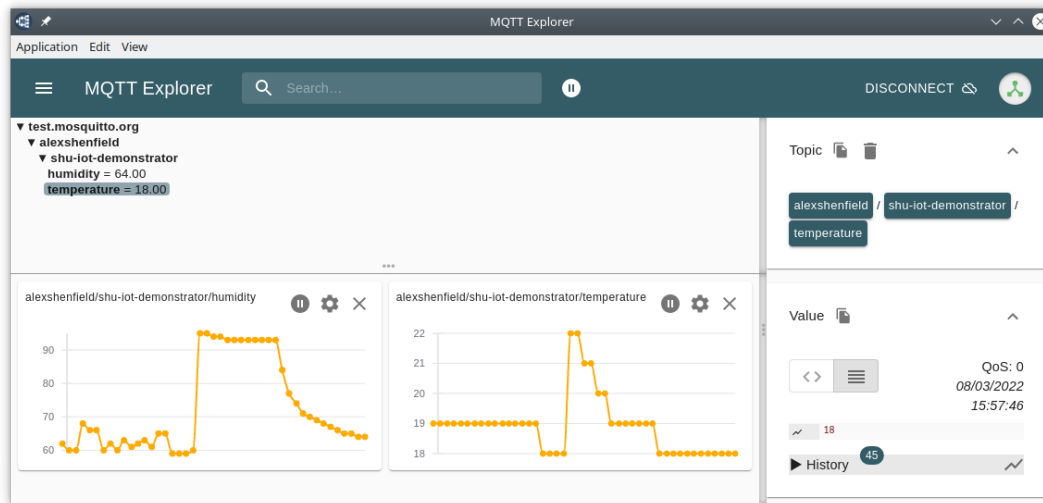 MQTT Explorer
Application Edit View
MQTT Explorer
Search...
DISCONNECT
▼ test.mosquitto.org
▼ alexshenfield
▼ shu-iot-demonstrator
humidity = 64.00
temperature = 18.00
alexshenfield/shu-iot-demonstrator/humidity
90
80
70
60
alexshenfield/shu-iot-demonstrator/temperature
22
21
20
19
18
Topic
alexshenfield / shu-iot-demonstrator /
temperature
Value
QoS: 0
08/03/2022
15:57:46
18
▶ History 45